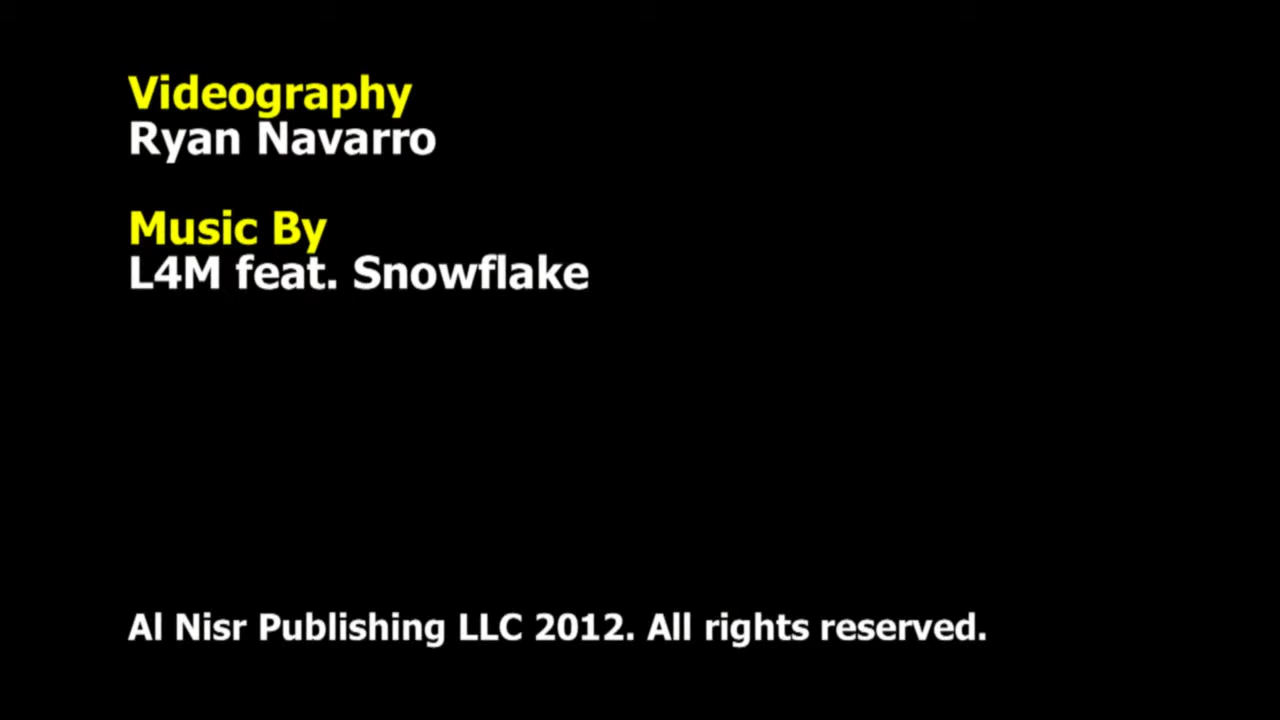 Videography
Ryan Navarro
Music By
L4M feat. Snowflake
Al Nisr Publishing LLC 2012. All rights reserved.